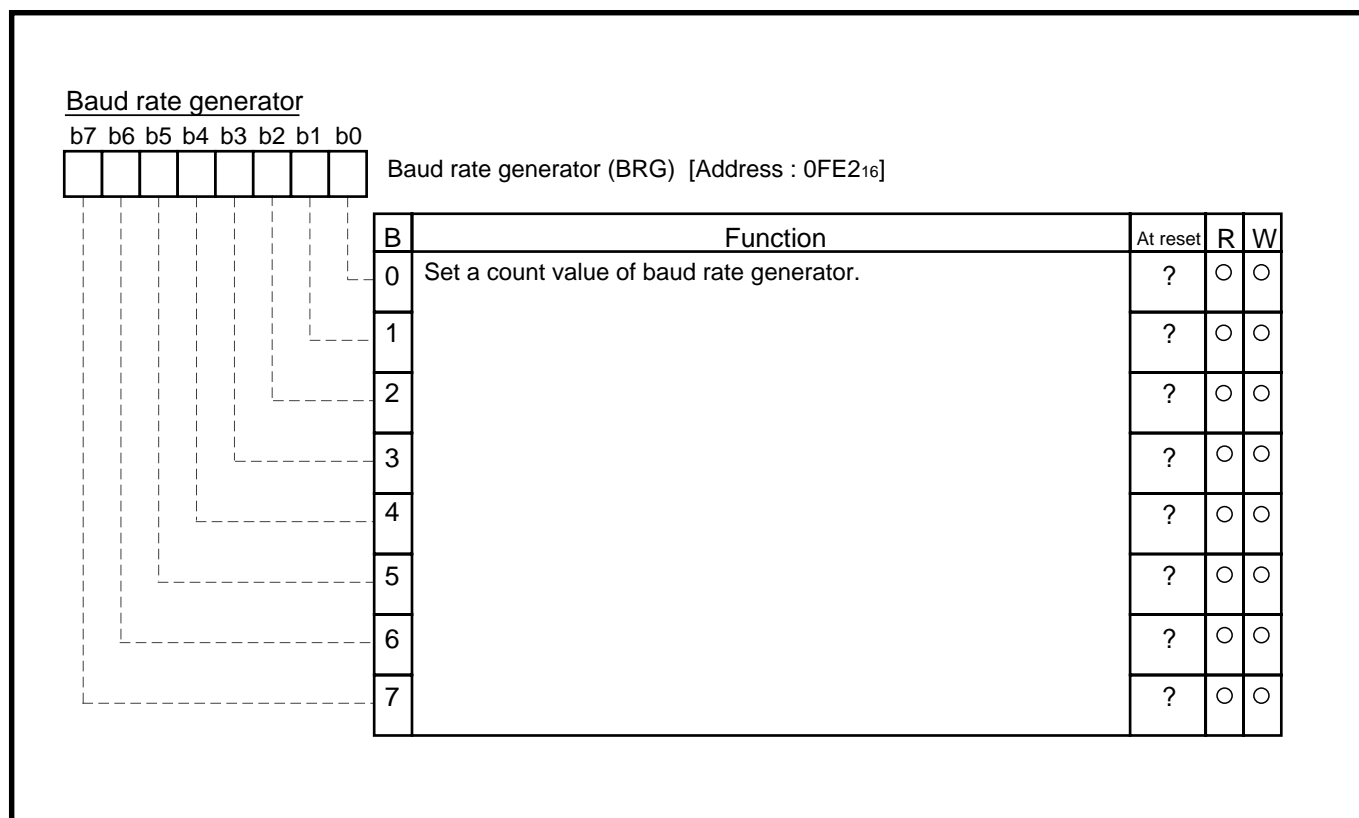 Baud rate generator
b7 b6 b5 b4 b3 b2 b1 b0
Baud rate generator (BRG) [Address : 0FE216]
B Function At reset R W
0 Set a count value of baud rate generator. ? ○ ○
1 ? ○ ○
2 ? ○ ○
3 ? ○ ○
4 ? ○ ○
5 ? ○ ○
6 ? ○ ○
7 ? ○ ○